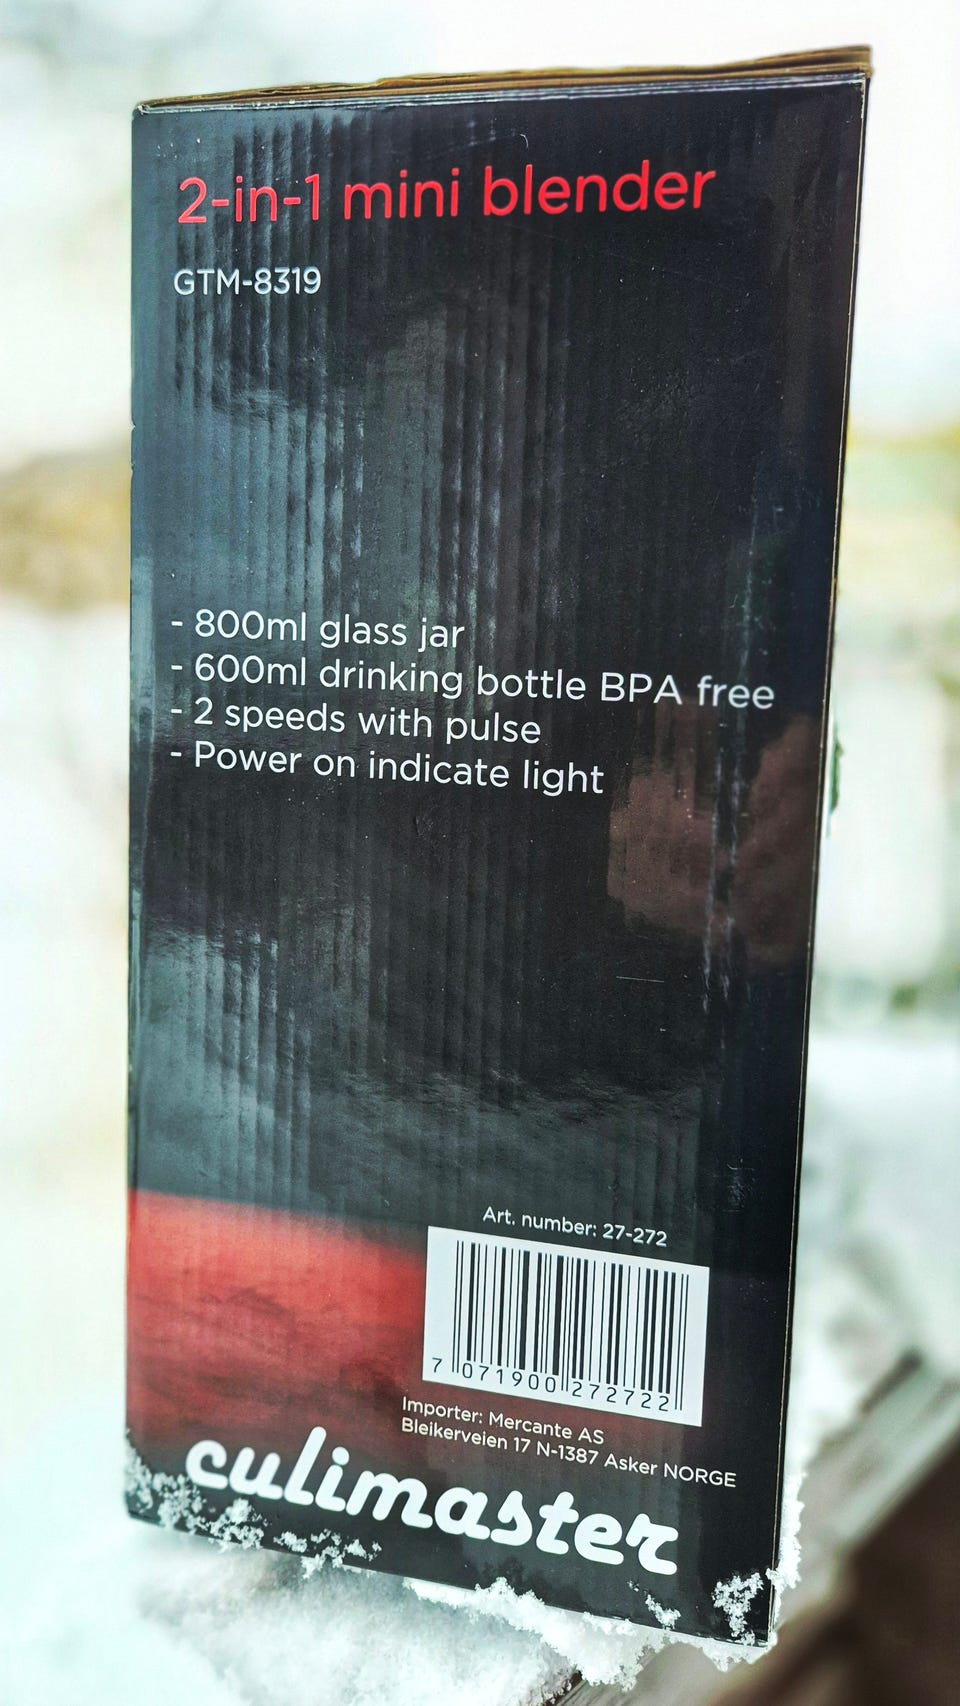 2-in-1 mini blender
GTM-8319
- 800ml glass jar
- 600ml drinking bottle BPA free
- 2 speeds with pulse
- Power on indicate light
Art. number: 27-272
7 071900 272722
Importer: Mercante AS
Bleikerveien 17 N-1387 Asker NORGE
culimaster